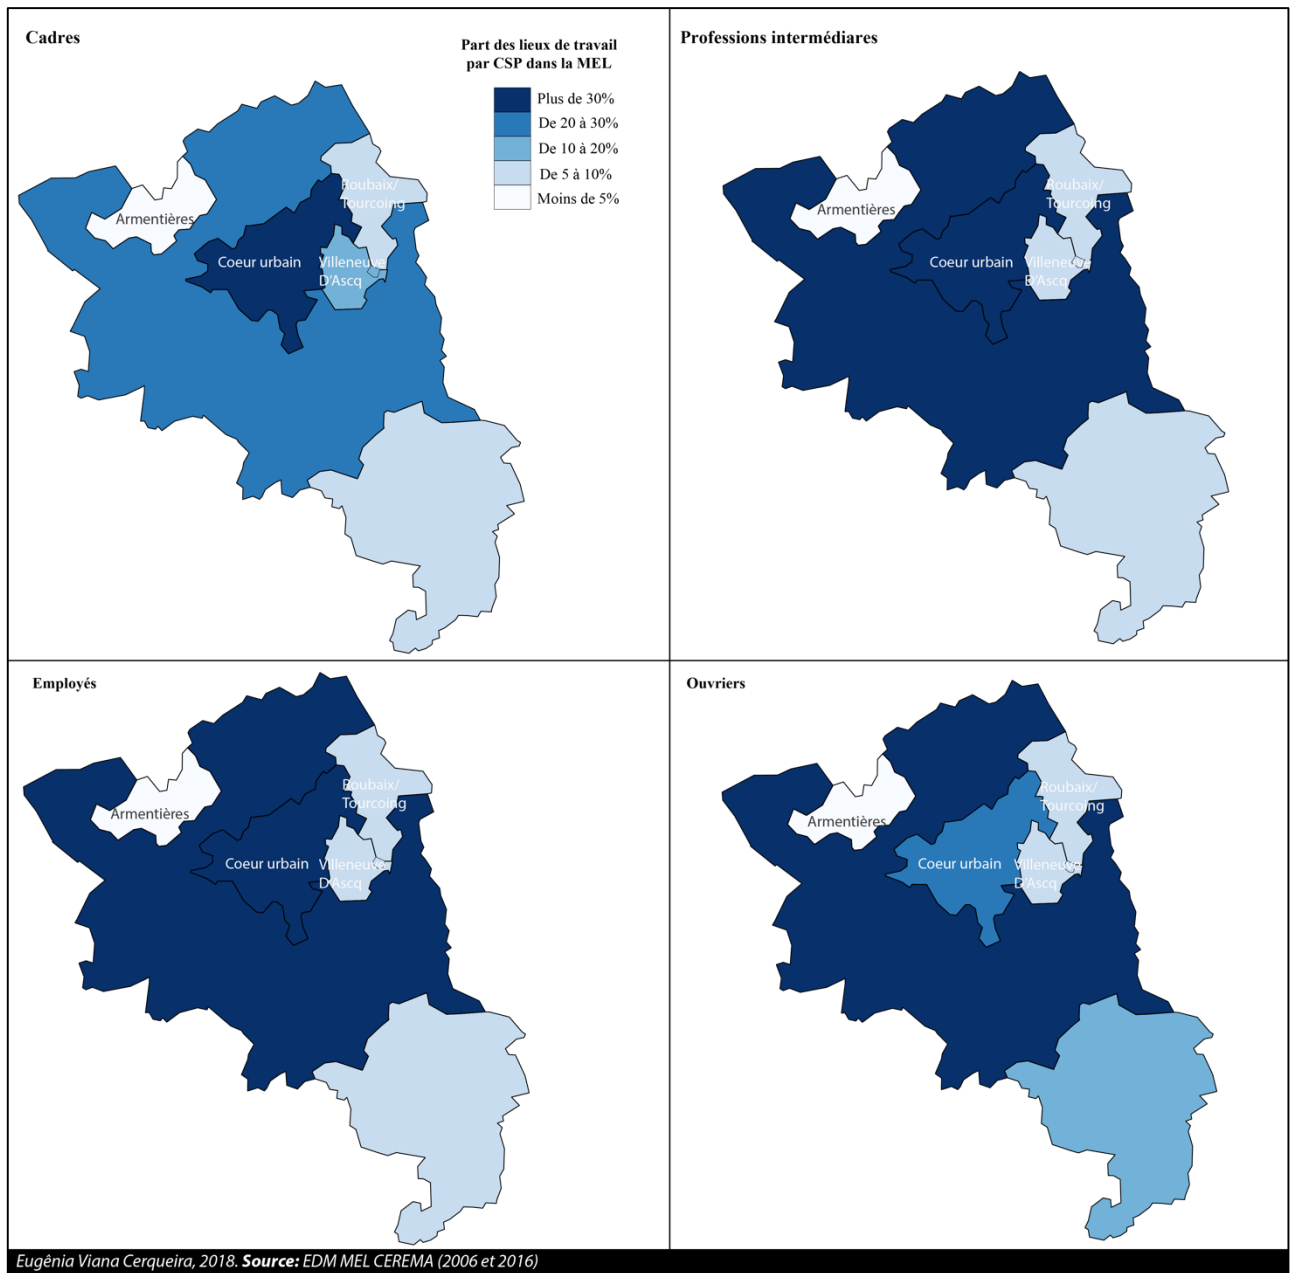 Cadres
Part des lieux de travail
par CSP dans la MEL
Plus de 30%
De 20 à 30%
De 10 à 20%
De 5 à 10%
Moins de 5%
Roubaix/
Tourcoing
Armentières
Coeur urbain
Villeneuve
D'Ascq
Professions intermédiares
Roubaix/
Tourcoing
Armentières
Coeur urbain
Villeneuve
D'Ascq
Employés
Roubaix/
Tourcoing
Armentières
Coeur urbain
Villeneuve
D'Ascq
Ouvriers
Roubaix/
Tourcoing
Armentières
Coeur urbain
Villeneuve
D'Ascq
Eugênia Viana Cerqueira, 2018. Source: EDM MEL CEREMA (2006 et 2016)